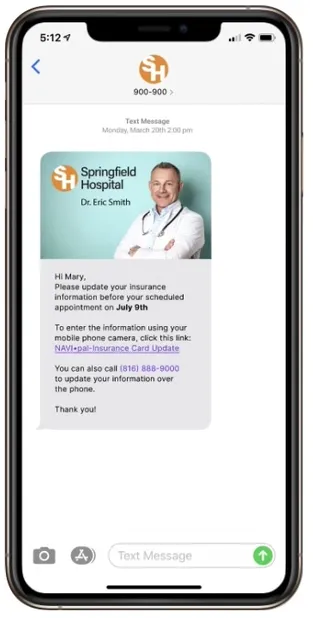 5:12
SH
900-900 >
Text Message
Monday, March 20th 2:00 pm
SH Springfield
Hospital
Dr. Eric Smith
Hi Mary,
Please update your insurance
information before your scheduled
appointment on July 9th
To enter the information using your
mobile phone camera, click this link:
NAVI•pal-Insurance Card Update
You can also call (816) 888-9000
to update your information over
the phone.
Thank you!
Text Message